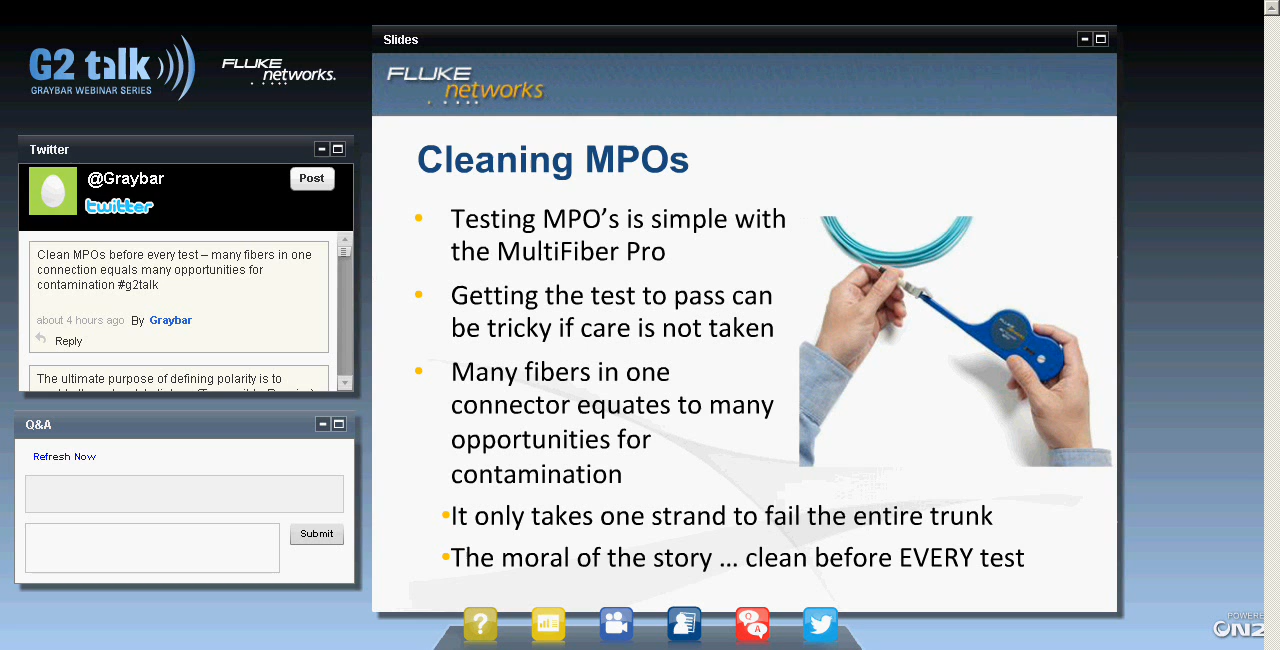 G2 talk
GRAYBAR WEBINAR SERIES
FLUKE
networks.
Slides
FLUKE
networks
Twitter
@Graybar
twitter
Post
Clean MPOs before every test – many fibers in one
connection equals many opportunities for
contamination #g2talk
about 4 hours ago By Graybar
Reply
The ultimate purpose of defining polarity is to
Q&A
Refresh Now
Submit
Cleaning MPOs
• Testing MPO's is simple with
the MultiFiber Pro
• Getting the test to pass can
be tricky if care is not taken
• Many fibers in one
connector equates to many
opportunities for
contamination
•It only takes one strand to fail the entire trunk
•The moral of the story … clean before EVERY test
FLUKE
?
Q
A